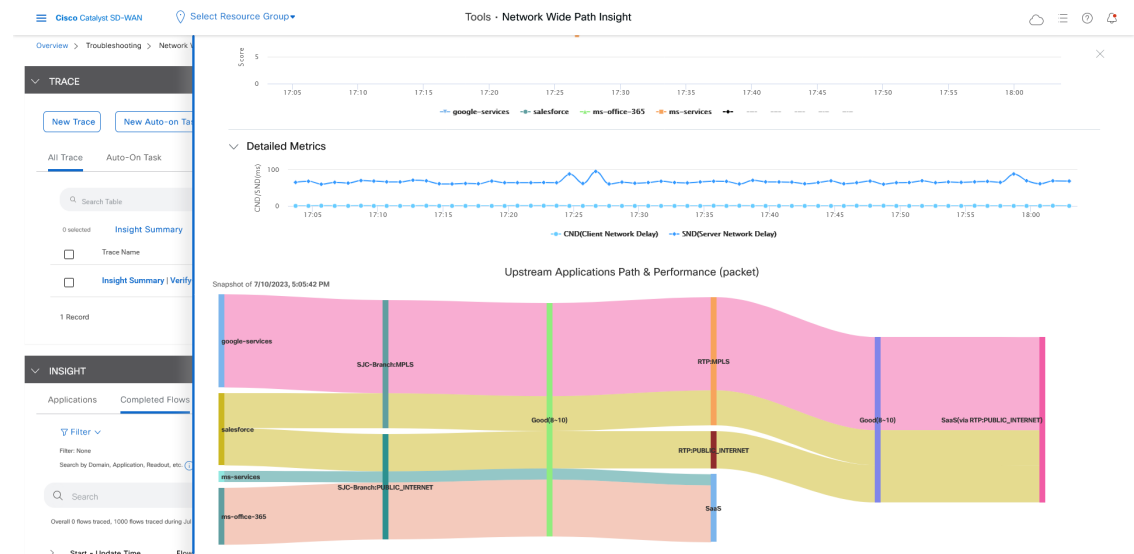 Cisco Catalyst SD-WAN
Select Resource Group▾
Tools · Network Wide Path Insight
Overview > Troubleshooting > Network
TRACE
New Trace
New Auto-on Ta
All Trace
Auto-On Task
Search Table
0 selected
Insight Summary
Trace Name
Insight Summary | Verify
1 Record
INSIGHT
Applications
Completed Flows
Filter
Filter: None
Search by Domain, Application, Readout, etc.
Search
Overall 0 flows traced, 1000 flows traced during Jul
Start - Update Time
Flow
Score
5
0
17:05 17:10 17:15 17:20 17:25 17:30 17:35 17:40 17:45 17:50 17:55 18:00
google-services salesforce ms-office-365 ms-services
Detailed Metrics
CND/SND(ms)
100
0
17:05 17:10 17:15 17:20 17:25 17:30 17:35 17:40 17:45 17:50 17:55 18:00
CND(Client Network Delay) SND(Server Network Delay)
Upstream Applications Path & Performance (packet)
Snapshot of 7/10/2023, 5:05:42 PM
google-services
SJC-Branch:MPLS
RTP:MPLS
salesforce
Good(8~10)
Good(8~10)
SaaS(via RTP:PUBLIC_INTERNET)
RTP:PUBLIC_INTERNET
ms-services
SJC-Branch:PUBLIC_INTERNET
SaaS
ms-office-365